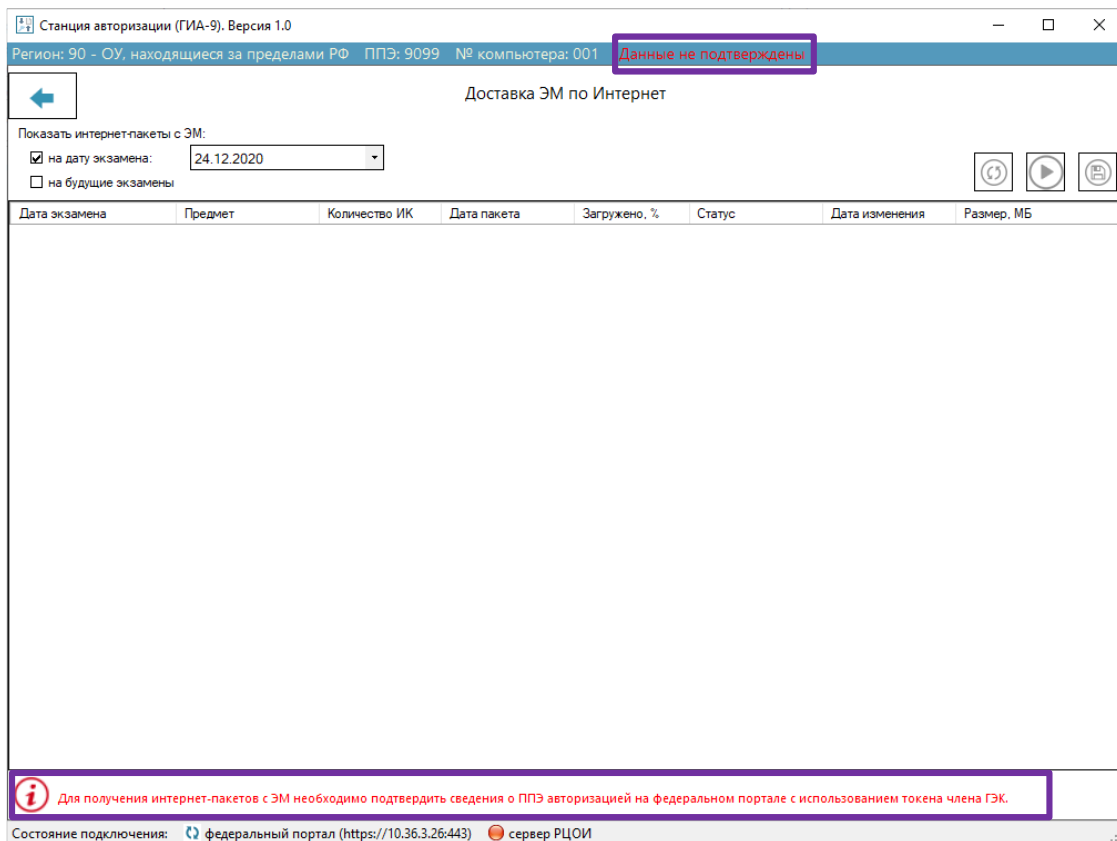 Станция авторизации (ГИА-9). Версия 1.0
Регион: 90 - ОУ, находящиеся за пределами РФ ППЭ: 9099 № компьютера: 001 Данные не подтверждены
Доставка ЭМ по Интернет
Показать интернет-пакеты с ЭМ:
на дату экзамена: 24.12.2020
на будущие экзамены
Дата экзамена Предмет Количество ИК Дата пакета Загружено, % Статус Дата изменения Размер, МБ
Для получения интернет-пакетов с ЭМ необходимо подтвердить сведения о ППЭ авторизацией на федеральном портале с использованием токена члена ГЭК.
Состояние подключения: федеральный портал (https://10.36.3.26:443) сервер РЦОИ